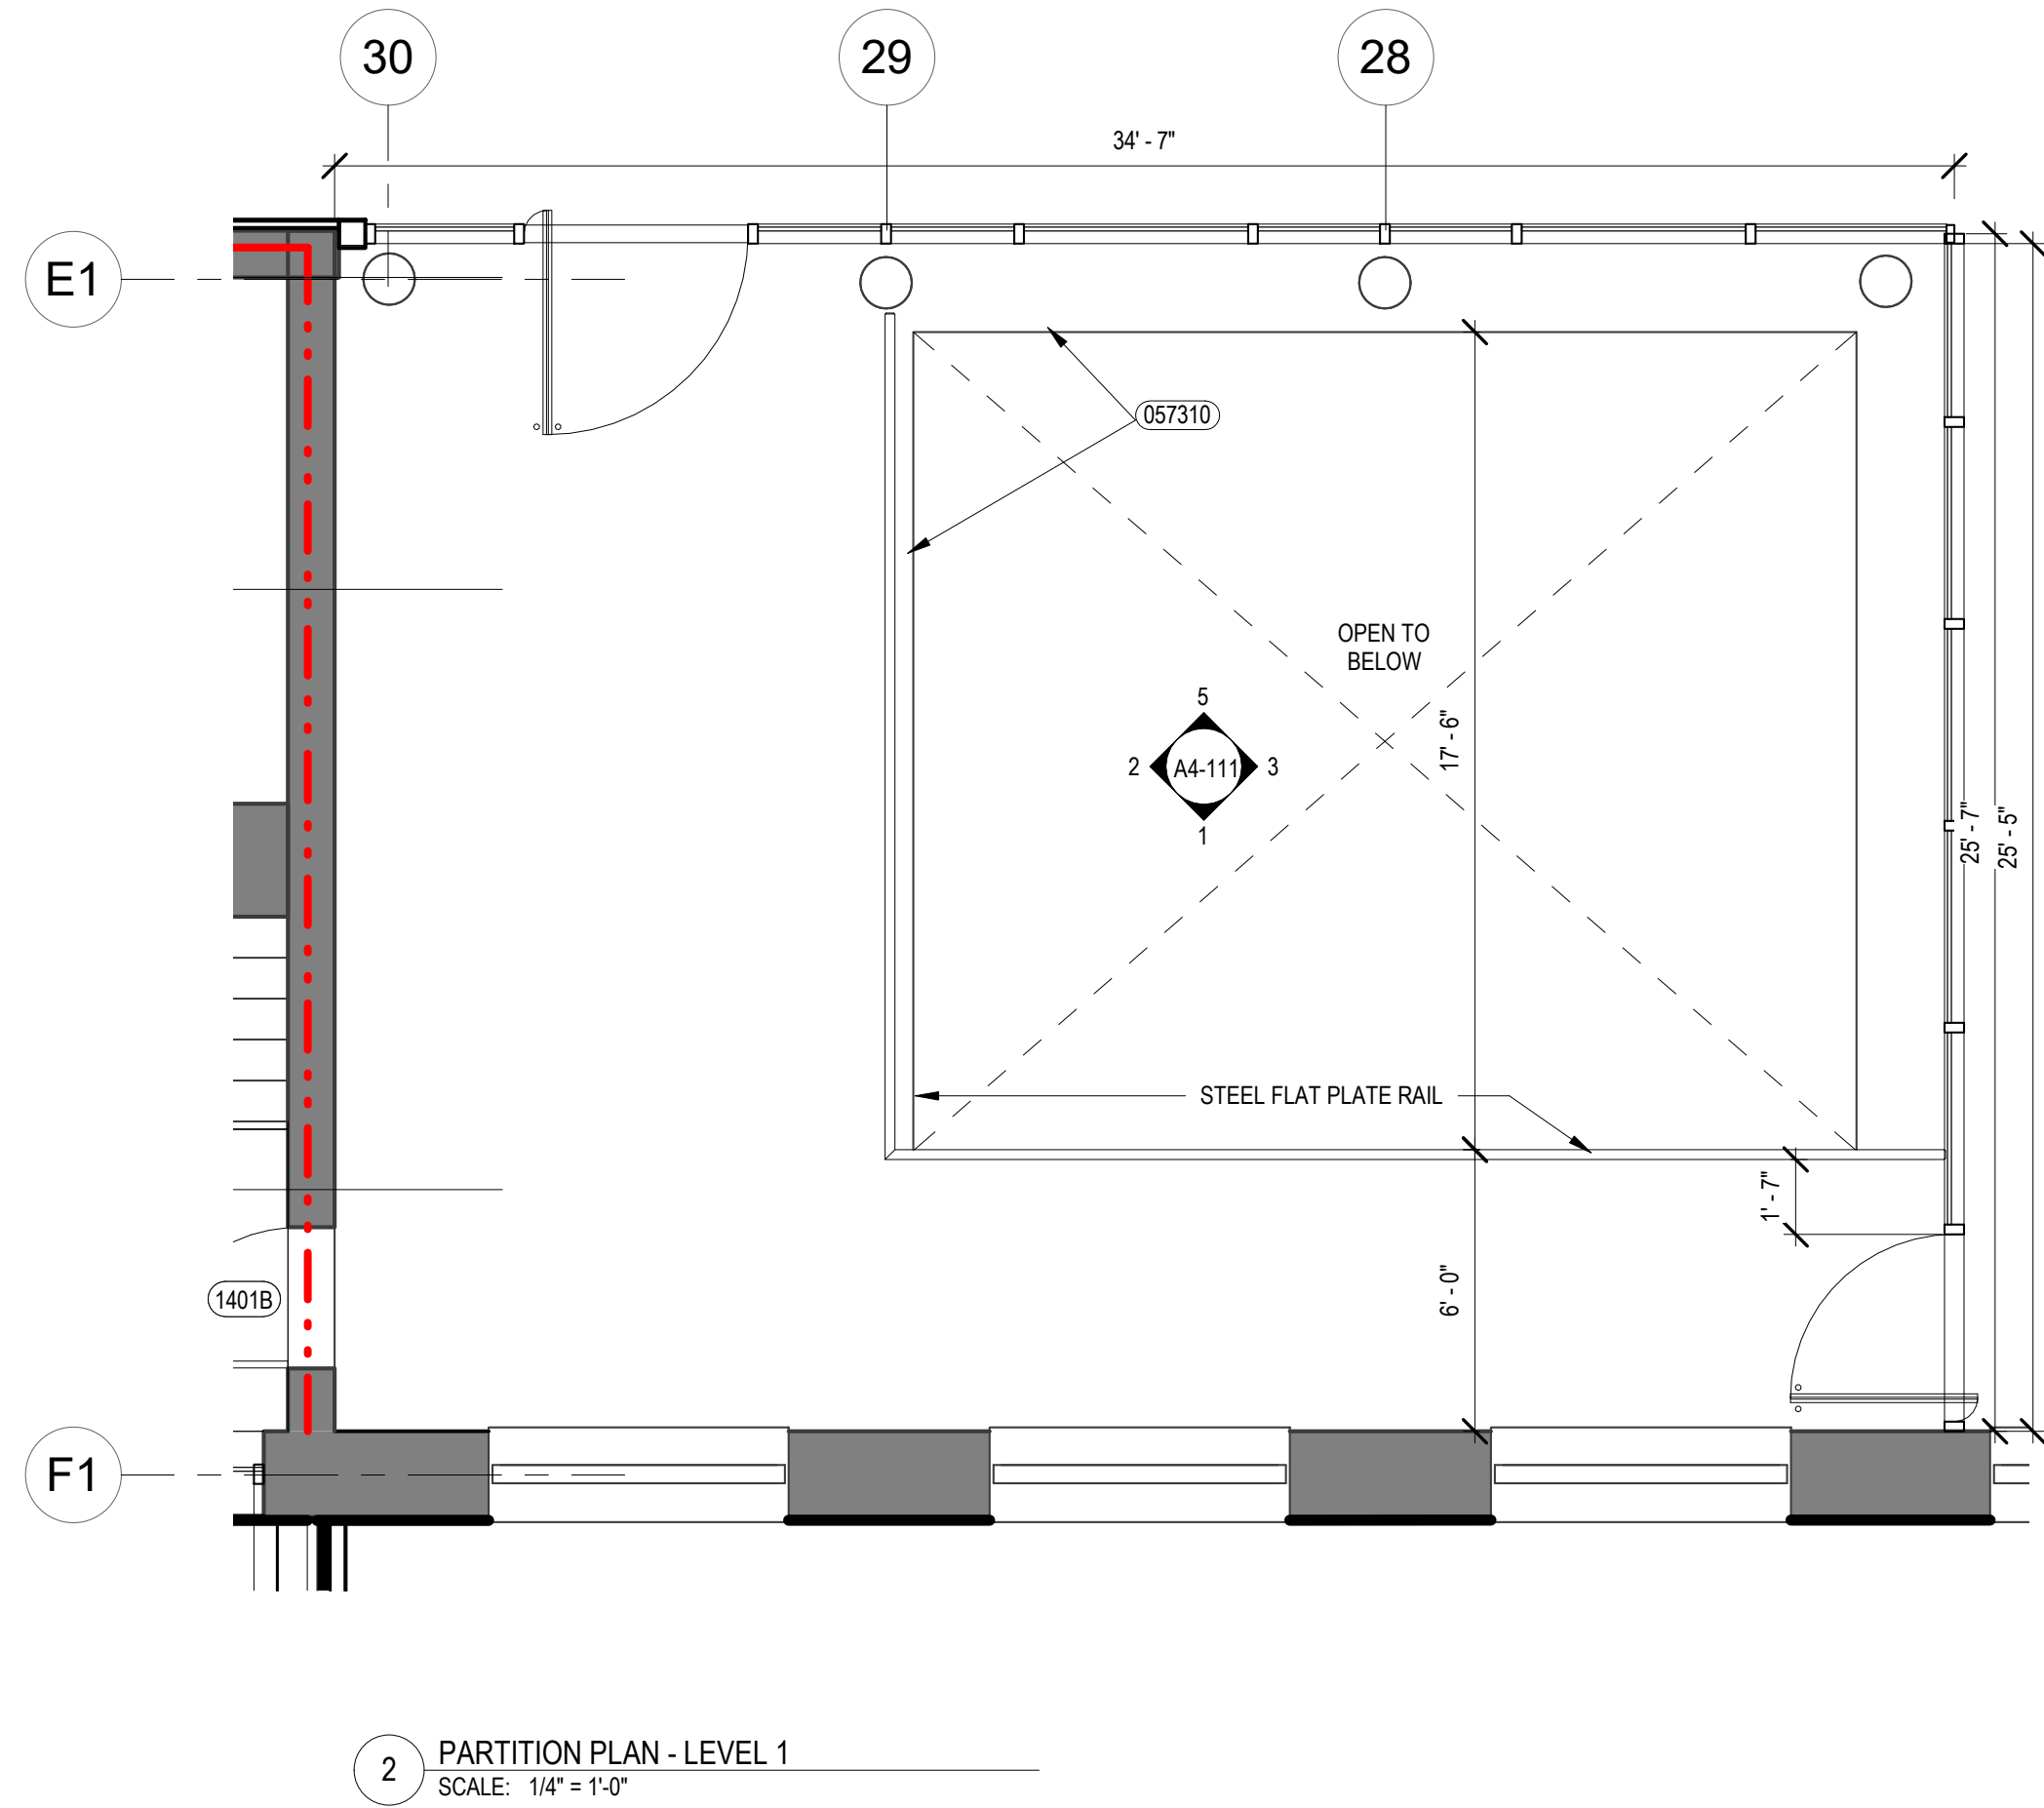 30
29
28
34' - 7"
E1
057310
OPEN TO
BELOW
5
2
A4-111
3
1
17' - 6"
25' - 7"
25' - 5"
STEEL FLAT PLATE RAIL
1' - 7"
6' - 0"
1401B
F1
2
PARTITION PLAN - LEVEL 1
SCALE: 1/4" = 1'-0"